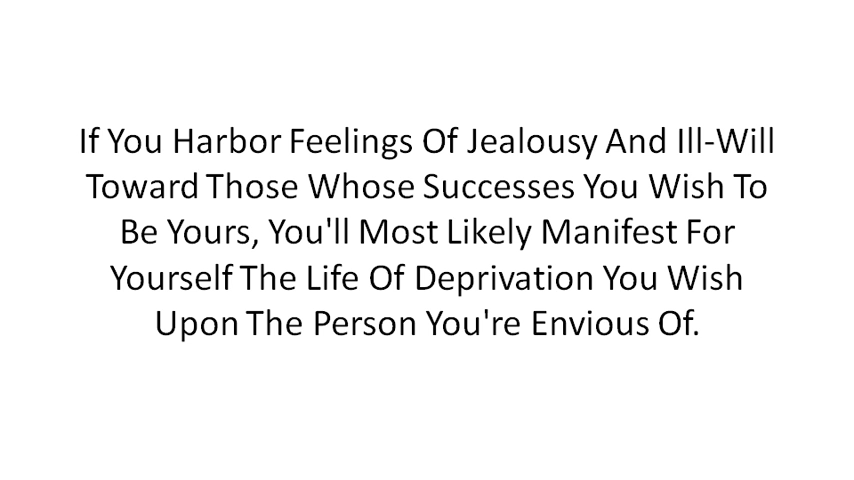 If You Harbor Feelings Of Jealousy And Ill-Will
Toward Those Whose Successes You Wish To
Be Yours, You'll Most Likely Manifest For
Yourself The Life Of Deprivation You Wish
Upon The Person You're Envious Of.